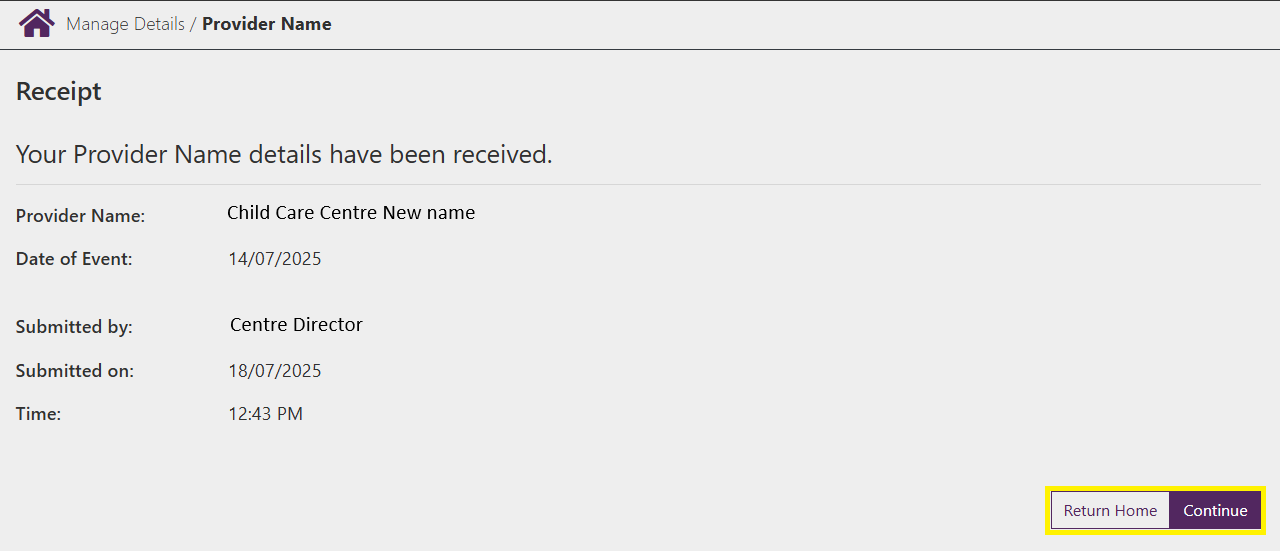 Manage Details / Provider Name
Receipt
Your Provider Name details have been received.
Provider Name: Child Care Centre New name
Date of Event: 14/07/2025
Submitted by: Centre Director
Submitted on: 18/07/2025
Time: 12:43 PM
Return Home Continue